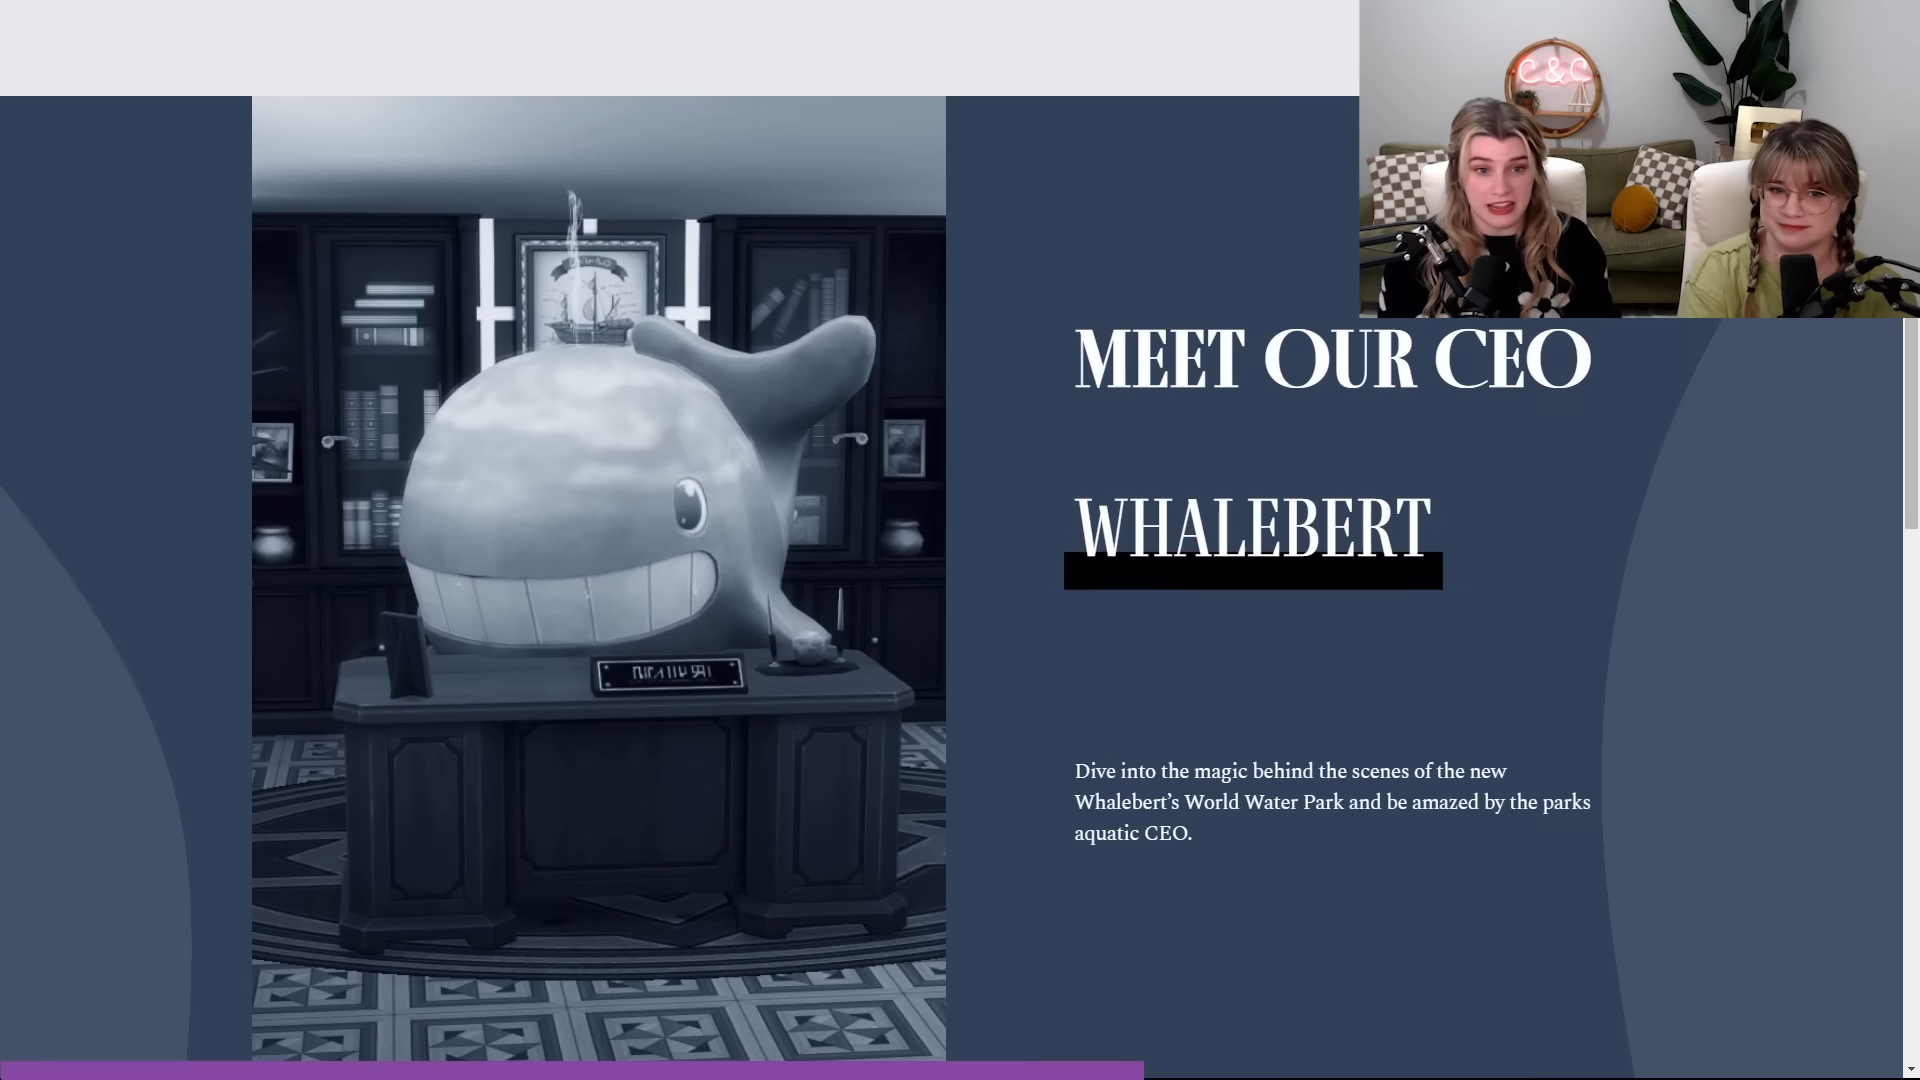 C&C
MEET OUR CEO
WHALEBERT
Dive into the magic behind the scenes of the new
Whalebert’s World Water Park and be amazed by the parks
aquatic CEO.